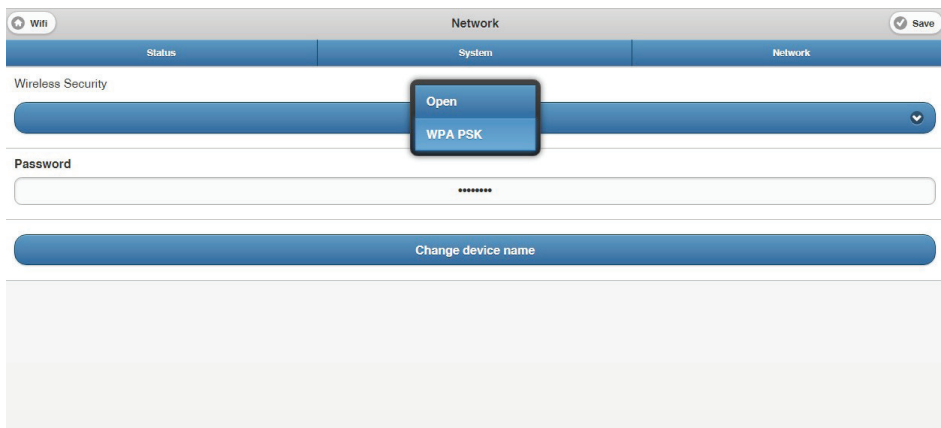 Wifi
Network
Save
Status
System
Network
Wireless Security
Open
WPA PSK
Password
••••••••
Change device name